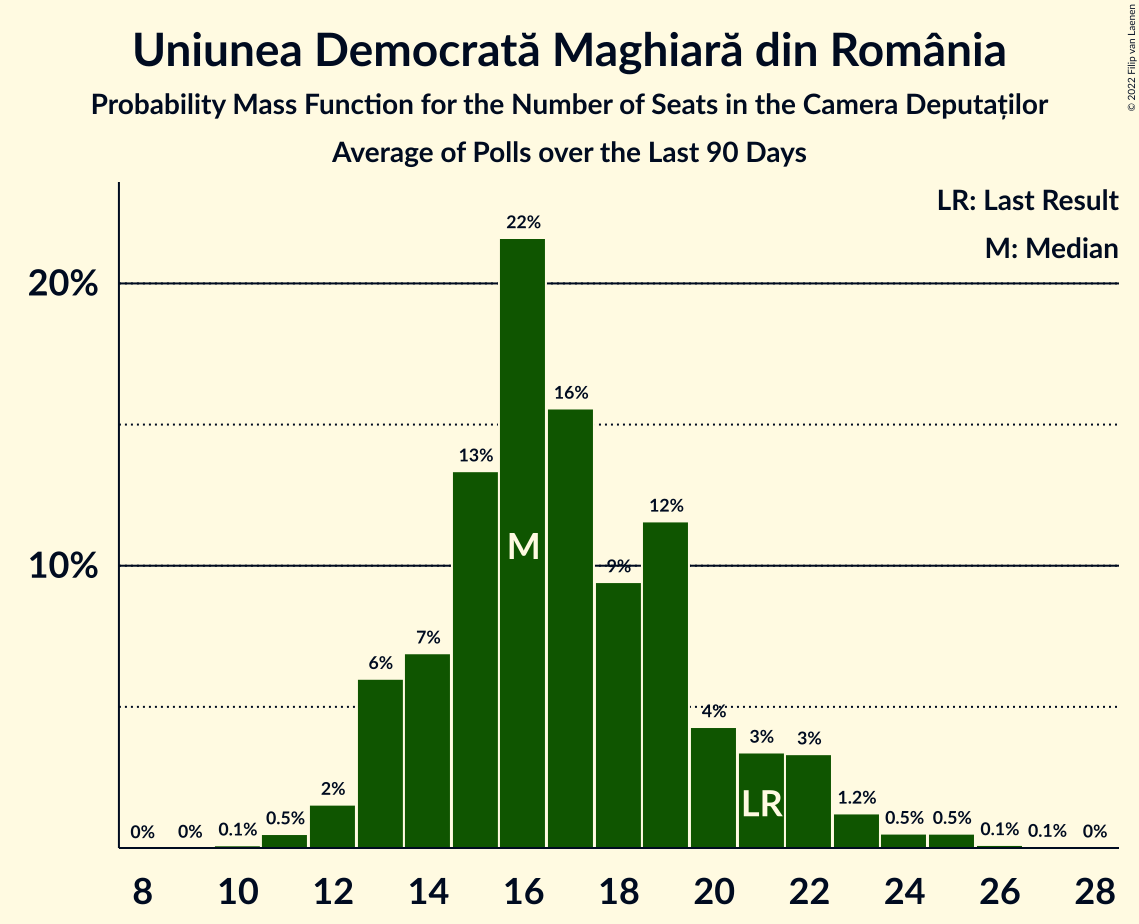 Uniunea Democrată Maghiară din România
Probability Mass Function for the Number of Seats in the Camera Deputaților
Average of Polls over the Last 90 Days
© 2022 Filip van Laenen
LR: Last Result
M: Median
20%
10%
0%
0%
0.1%
0.5%
2%
6%
7%
13%
22%
16%
9%
12%
4%
3%
3%
1.2%
0.5%
0.5%
0.1%
0.1%
0%
M
LR
8 10 12 14 16 18 20 22 24 26 28